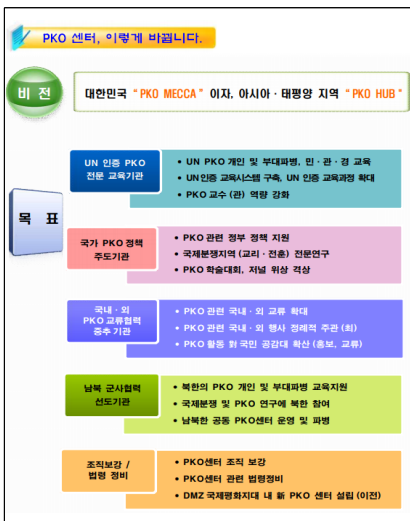 PKO 센터, 이렇게 바뀝니다.
비 전
대한민국 “PKO MECCA” 이자, 아시아 · 태평양 지역 “PKO HUB”
목 표
UN 인증 PKO
전문 교육기관
• UN PKO 개인 및 부대파병, 민 · 관 · 경 교육
• UN 인증 교육시스템 구축, UN 인증 교육과정 확대
• PKO 교수 (관) 역량 강화
국가 PKO 정책
주도기관
• PKO 관련 정부 정책 지원
• 국제분쟁지역 (교리 · 전훈) 전문연구
• PKO 학술대회, 저널 위상 격상
국내 · 외
PKO 교류협력
중추 기관
• PKO 관련 국내 · 외 교류 확대
• PKO 관련 국내 · 외 행사 정례적 주관 (최)
• PKO 활동 對 국민 공감대 확산 (홍보, 교류)
남북 군사협력
선도기관
• 북한의 PKO 개인 및 부대파병 교육지원
• 국제분쟁 및 PKO 연구에 북한 참여
• 남북한 공동 PKO센터 운영 및 파병
조직보강 /
법령 정비
• PKO센터 조직 보강
• PKO센터 관련 법령정비
• DMZ 국제평화지대 내 新 PKO 센터 설립 (이전)